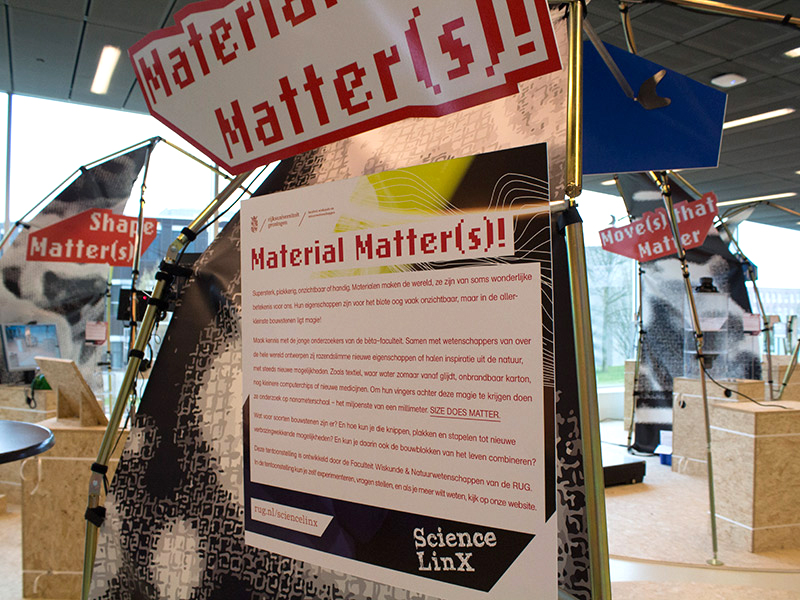 Material
Matter(s)!
Shape
Matter(s)
Move(s) that
Matter
rijksuniversiteit
groningen
Material Matter(s)!
Supersterk, plakkerig, onzichtbaar of handig. Materialen maken de wereld, ze zijn van soms wonderlijke
betekenis voor ons. Hun eigenschappen zijn voor het blote oog vaak onzichtbaar, maar in de aller-
kleinste bouwstenen ligt magie!
Maak kennis met de jonge onderzoekers van de bèta-faculteit. Samen met wetenschappers van over
de hele wereld ontwerpen zij razendslimme nieuwe eigenschappen of halen inspiratie uit de natuur,
met steeds nieuwe mogelijkheden. Zoals textiel, waar water zomaar vanaf glijdt, onbrandbaar karton,
nog kleinere computerchips of nieuwe medicijnen. Om hun vingers achter deze magie te krijgen doen
ze onderzoek op nanometerschaal – het miljoenste van een millimeter. SIZE DOES MATTER.
Wat voor soorten bouwstenen zijn er? En hoe kun je die knippen, plakken en stapelen tot nieuwe
verbazingwekkende mogelijkheden? En kun je daarin ook de bouwblokken van het leven combineren?
Deze tentoonstelling is ontwikkeld door de Faculteit Wiskunde & Natuurwetenschappen van de RUG.
In de tentoonstelling kun je zelf experimenteren, vragen stellen, en als je meer wilt weten, kijk op onze website.
rug.nl/sciencelinx
Science
LinX